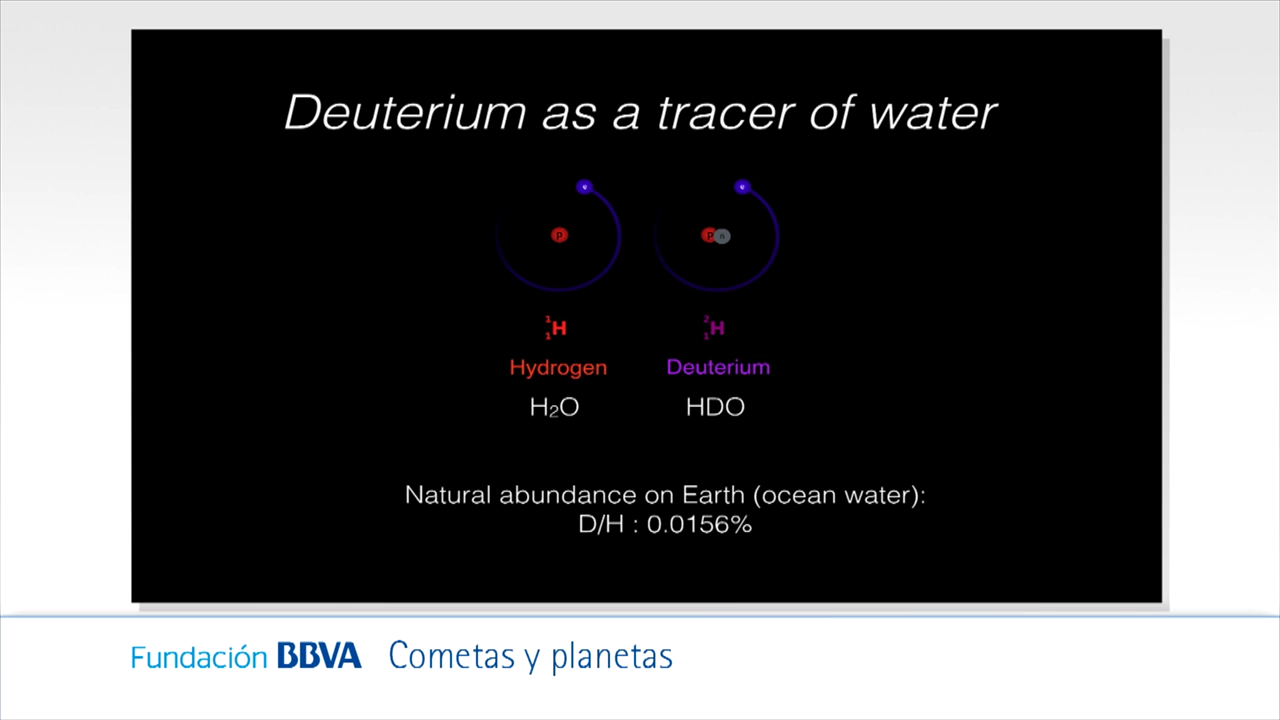 Deuterium as a tracer of water
e e
p p n
¹₁H ²₁H
Hydrogen Deuterium
H₂O HDO
Natural abundance on Earth (ocean water):
D/H : 0.0156%
Fundación BBVA Cometas y planetas